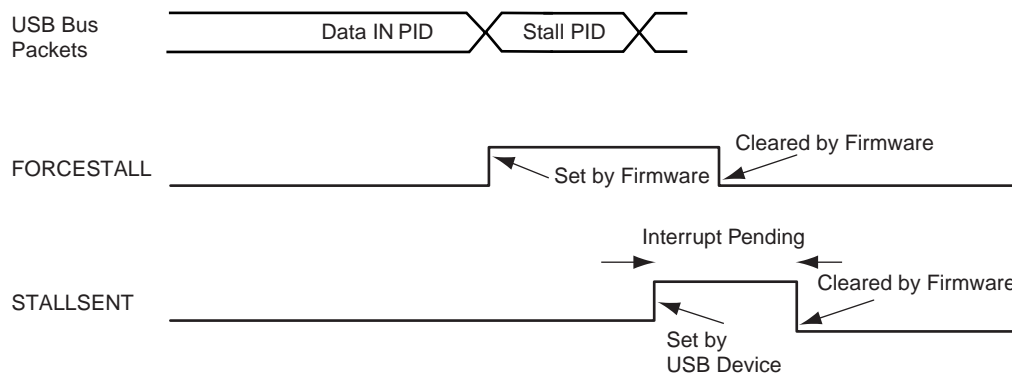 USB Bus
Packets
Data IN PID
Stall PID
FORCESTALL
Set by Firmware
Cleared by Firmware
Interrupt Pending
STALLSENT
Cleared by Firmware
Set by
USB Device